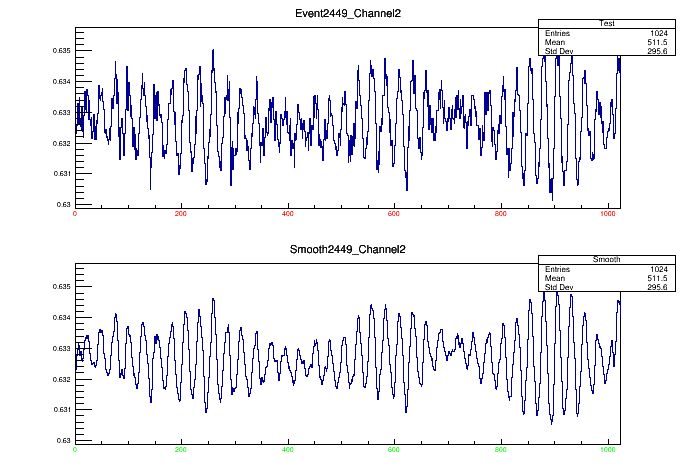 Event2449_Channel2
Test
Entries 1024
Mean 511.5
Std Dev 295.6
0.635
0.634
0.633
0.632
0.631
0.63
0 200 400 600 800 1000
Smooth2449_Channel2
Smooth
Entries 1024
Mean 511.5
Std Dev 295.6
0.635
0.634
0.633
0.632
0.631
0.63
0 200 400 600 800 1000